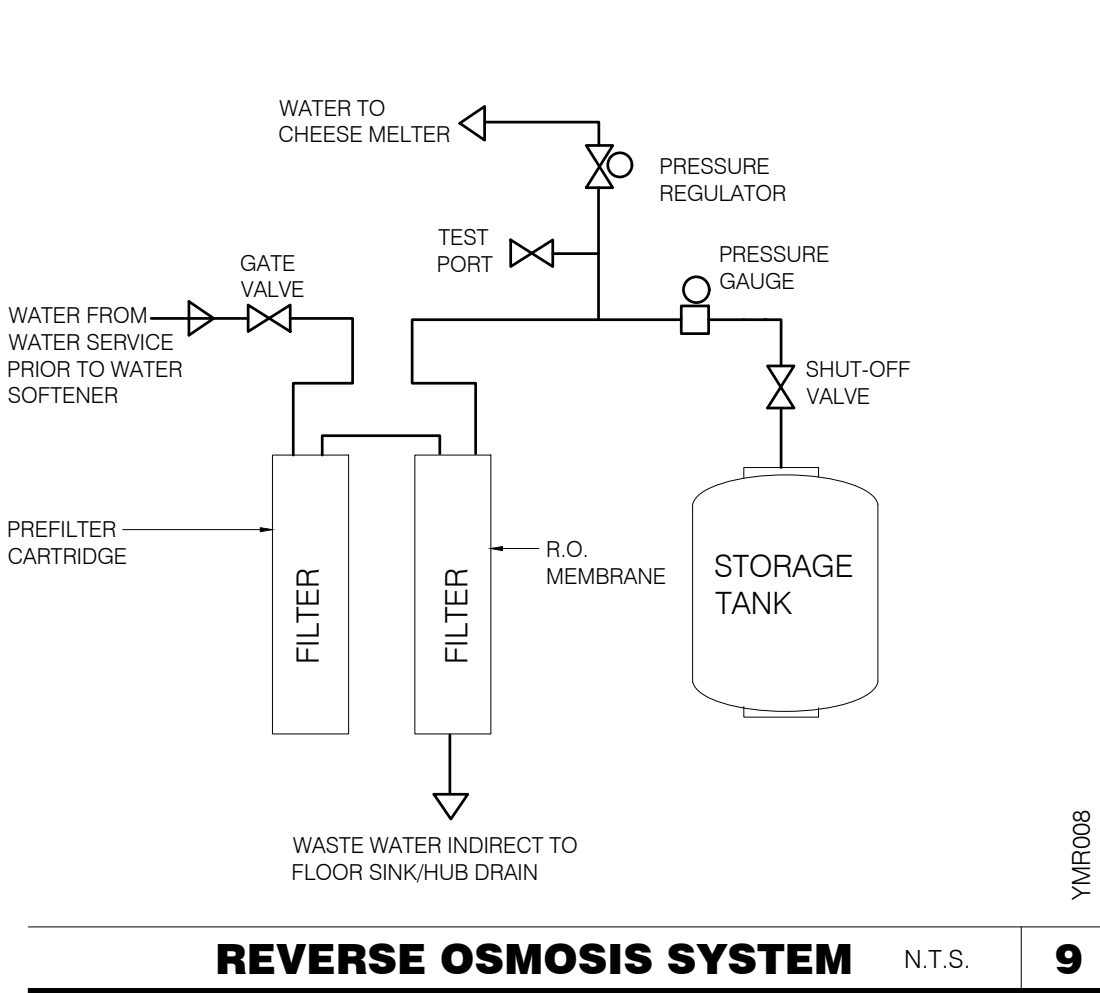 WATER TO
CHEESE MELTER
PRESSURE
REGULATOR
TEST
PORT
PRESSURE
GAUGE
GATE
VALVE
WATER FROM
WATER SERVICE
PRIOR TO WATER
SOFTENER
SHUT-OFF
VALVE
PREFILTER
CARTRIDGE
FILTER
FILTER
R.O.
MEMBRANE
STORAGE
TANK
WASTE WATER INDIRECT TO
FLOOR SINK/HUB DRAIN
YMR008
REVERSE OSMOSIS SYSTEM N.T.S. 9